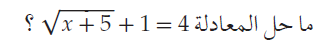 ما حل المعادلة √(x + 5) + 1 = 4 ؟